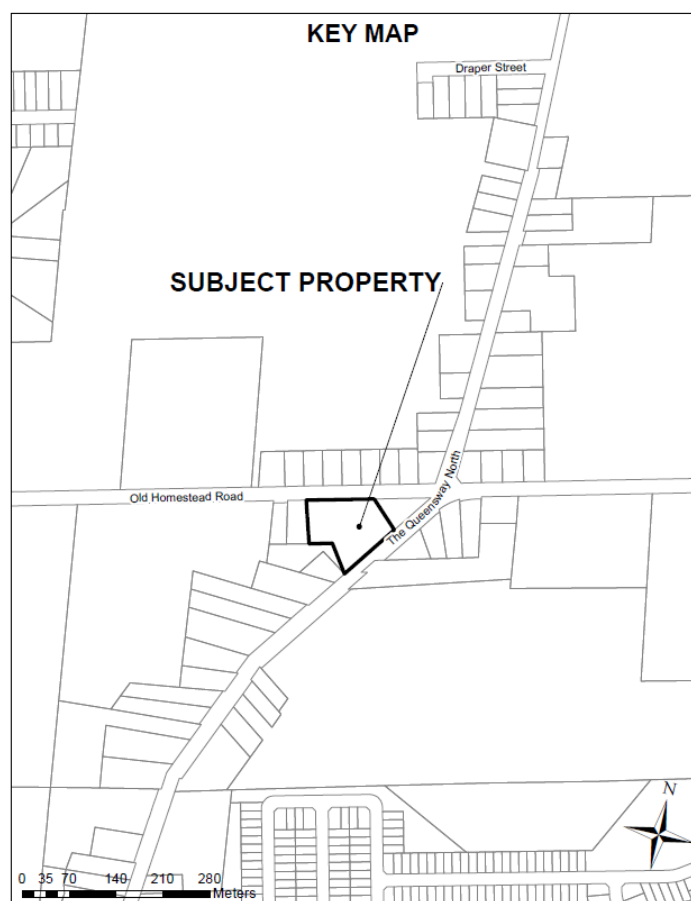 KEY MAP
Draper Street
SUBJECT PROPERTY
The Queensway North
Old Homestead Road
N
0 35 70 140 210 280
Meters